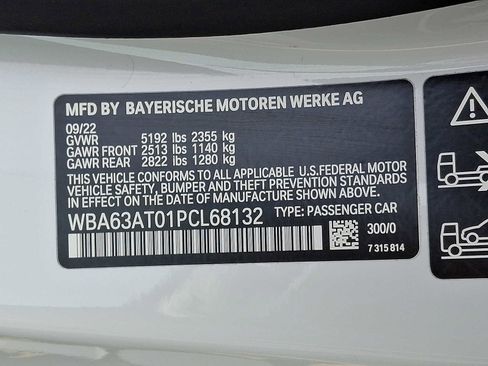 MFD BY BAYERISCHE MOTOREN WERKE AG
09/22
GVWR 5192 lbs 2355 kg
GAWR FRONT 2513 lbs 1140 kg
GAWR REAR 2822 lbs 1280 kg
THIS VEHICLE CONFORMS TO ALL APPLICABLE U.S.FEDERAL MOTOR
VEHICLE SAFETY, BUMPER, AND THEFT PREVENTION STANDARDS
IN EFFECT ON THE DATE OF MANUFACTURE SHOWN ABOVE.
WBA63AT01PCL68132 TYPE: PASSENGER CAR
300/0
7 315 814